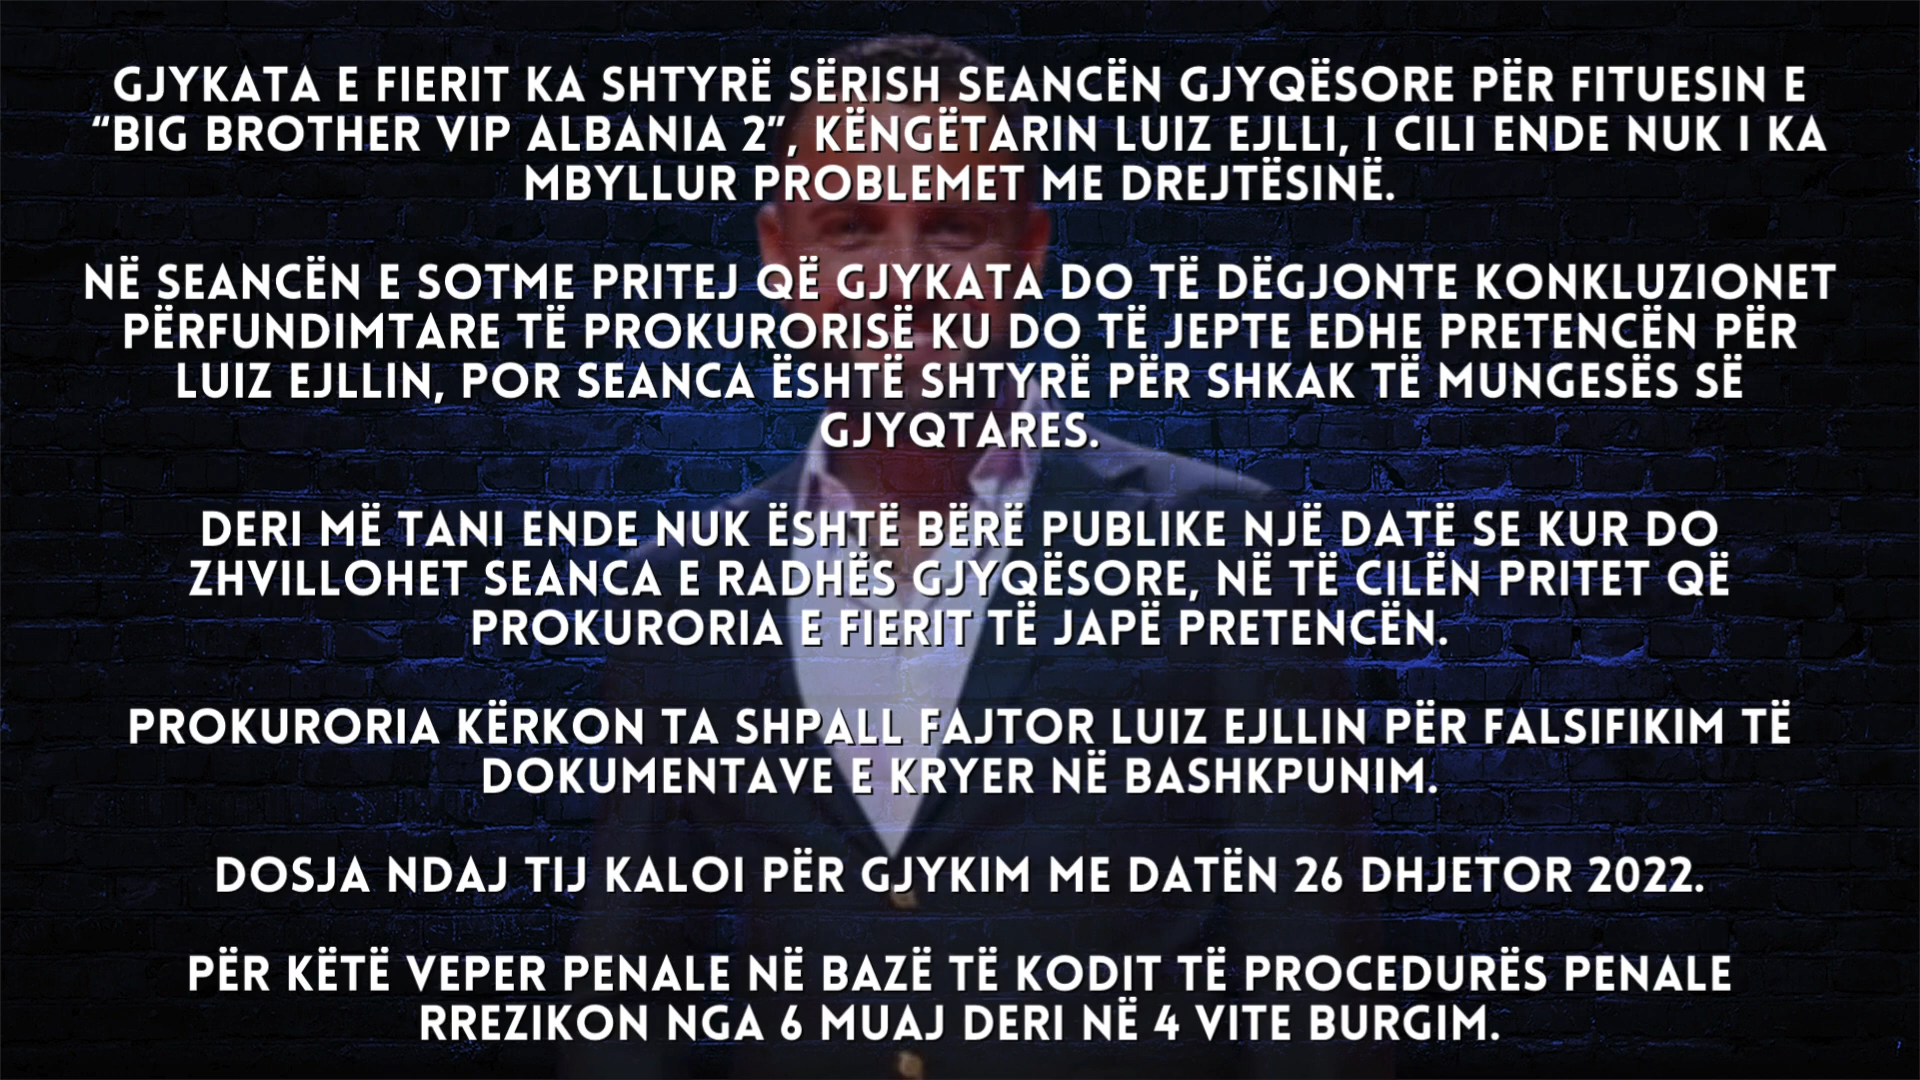 GJYKATA E FIERIT KA SHTYRË SËRISH SEANCËN GJYQËSORE PËR FITUESIN E
“BIG BROTHER VIP ALBANIA 2”, KËNGËTARIN LUIZ EJLLI, I CILI ENDE NUK I KA
MBYLLUR PROBLEMET ME DREJTËSINË.
NË SEANCËN E SOTME PRITEJ QË GJYKATA DO TË DËGJONTE KONKLUZIONET
PËRFUNDIMTARE TË PROKURORISË KU DO TË JEPTE EDHE PRETENCËN PËR
LUIZ EJLLIN, POR SEANCA ËSHTË SHTYRË PËR SHKAK TË MUNGESËS SË
GJYQTARES.
DERI MË TANI ENDE NUK ËSHTË BËRË PUBLIKE NJË DATË SE KUR DO
ZHVILLOHET SEANCA E RADHËS GJYQËSORE, NË TË CILËN PRITET QË
PROKURORIA E FIERIT TË JAPË PRETENCËN.
PROKURORIA KËRKON TA SHPALL FAJTOR LUIZ EJLLIN PËR FALSIFIKIM TË
DOKUMENTAVE E KRYER NË BASHKPUNIM.
DOSJA NDAJ TIJ KALOI PËR GJYKIM ME DATËN 26 DHJETOR 2022.
PËR KËTË VEPER PENALE NË BAZË TË KODIT TË PROCEDURËS PENALE
RREZIKON NGA 6 MUAJ DERI NË 4 VITE BURGIM.